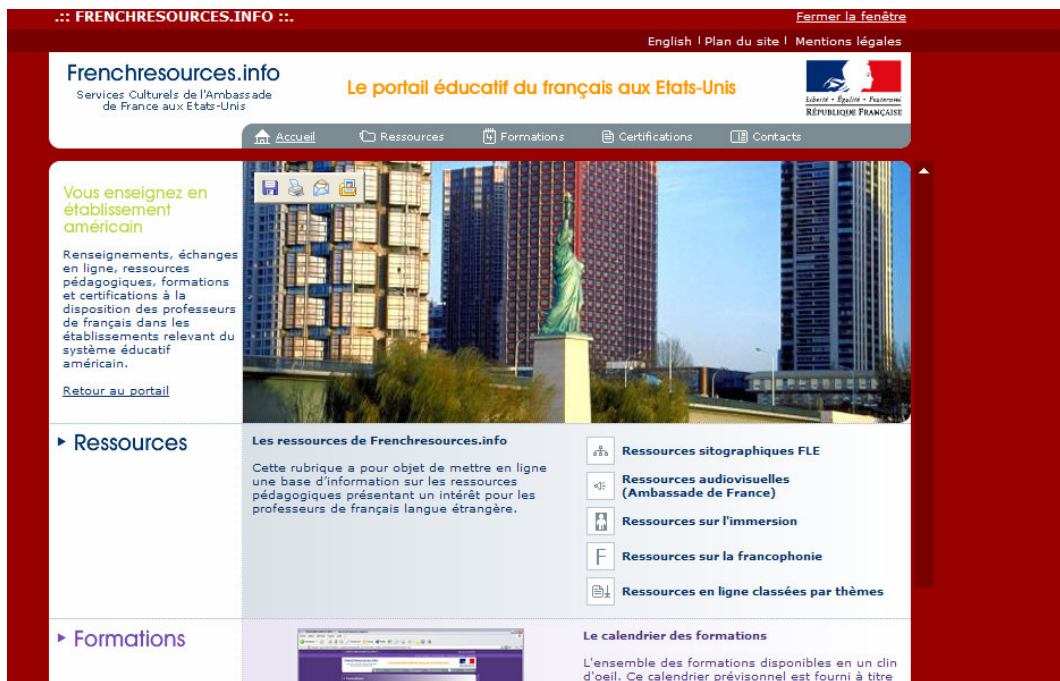 .:: FRENCHRESOURCES.INFO ::.
Fermer la fenêtre
English | Plan du site | Mentions légales
Frenchresources.info
Services Culturels de l'Ambassade
de France aux Etats-Unis
Le portail éducatif du français aux Etats-Unis
Liberté • Égalité • Fraternité
RÉPUBLIQUE FRANÇAISE
Accueil
Ressources
Formations
Certifications
Contacts
Vous enseignez en
établissement
américain
Renseignements, échanges
en ligne, ressources
pédagogiques, formations
et certifications à la
disposition des professeurs
de français dans les
établissements relevant du
système éducatif
américain.
Retour au portail
Ressources
Les ressources de Frenchresources.info
Cette rubrique a pour objet de mettre en ligne
une base d'information sur les ressources
pédagogiques présentant un intérêt pour les
professeurs de français langue étrangère.
Ressources sitographiques FLE
Ressources audiovisuelles
(Ambassade de France)
Ressources sur l'immersion
F
Ressources sur la francophonie
Ressources en ligne classées par thèmes
Formations
Le calendrier des formations
L'ensemble des formations disponibles en un clin
d'oeil. Ce calendrier prévisonnel est fourni à titre